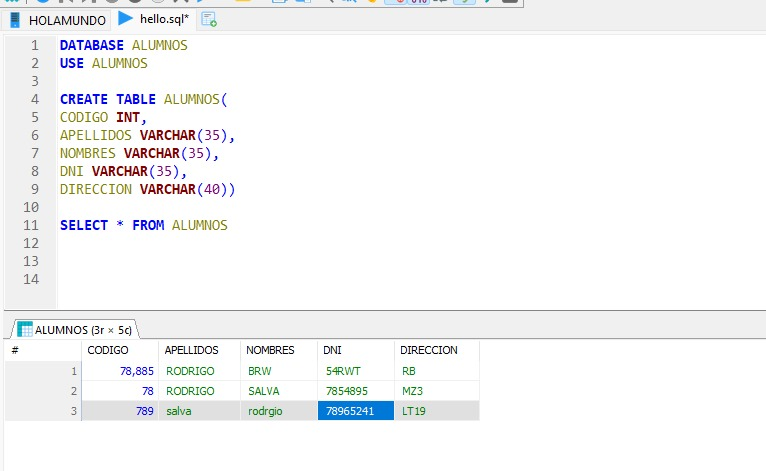 HOLAMUNDO hello.sql*
1 DATABASE ALUMNOS
2 USE ALUMNOS
3
4 CREATE TABLE ALUMNOS(
5 CODIGO INT,
6 APELLIDOS VARCHAR(35),
7 NOMBRES VARCHAR(35),
8 DNI VARCHAR(35),
9 DIRECCION VARCHAR(40))
10
11 SELECT * FROM ALUMNOS
12
13
14
ALUMNOS (3r × 5c)
# CODIGO APELLIDOS NOMBRES DNI DIRECCION
1 78,885 RODRIGO BRW 54RWT RB
2 78 RODRIGO SALVA 7854895 MZ3
3 789 salva rodrgio 78965241 LT19